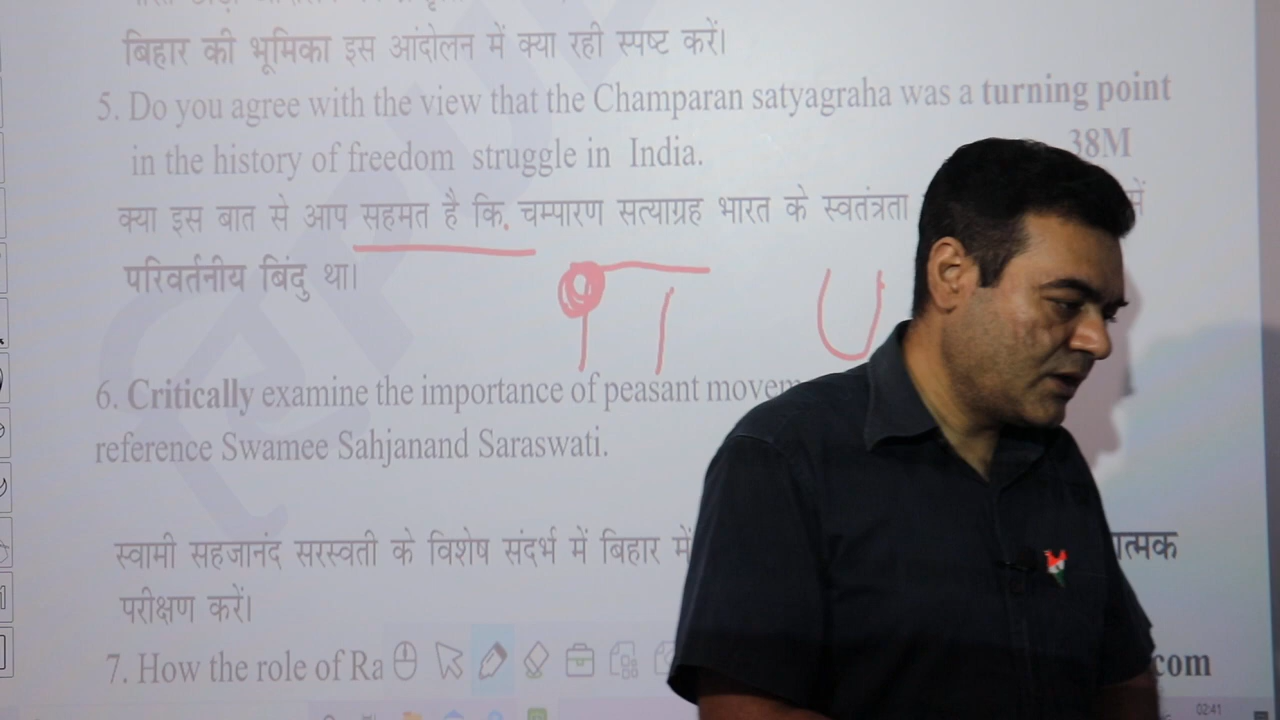 बिहार की भूमिका इस आंदोलन में क्या रही स्पष्ट करें।
5. Do you agree with the view that the Champaran satyagraha was a turning point
in the history of freedom struggle in India. 38M
क्या इस बात से आप सहमत है कि चम्पारण सत्याग्रह भारत के स्वतंत्रता में
परिवर्तनीय बिंदु था।
6. Critically examine the importance of peasant
reference Swamee Sahjanand Saraswati.
स्वामी सहजानंद सरस्वती के विशेष संदर्भ में बिहार में
परीक्षण करें।
7. How the role of Ra com
02:41